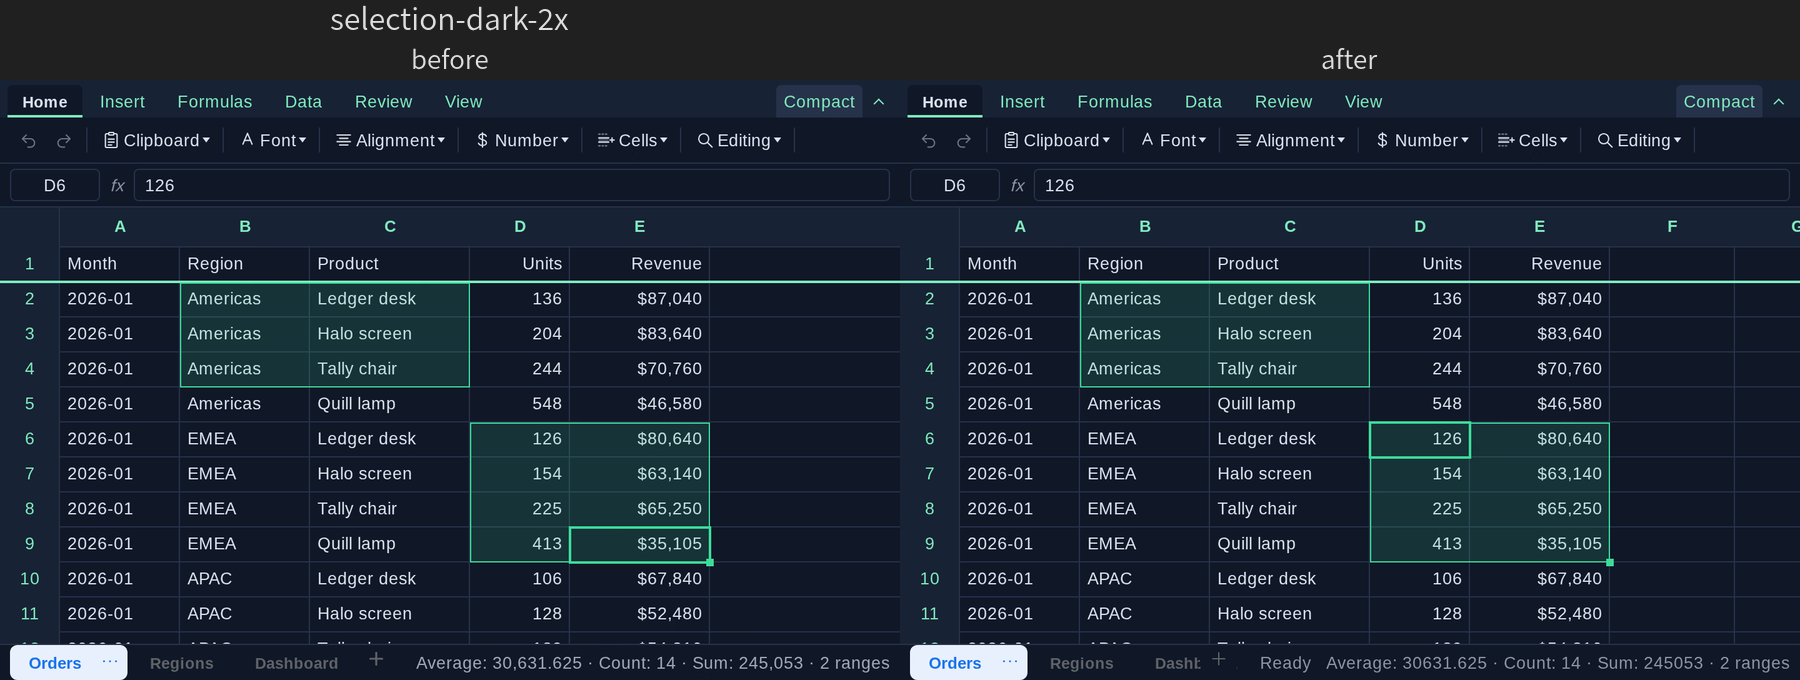 selection-dark-2x
before after
Home Insert Formulas Data Review View Compact Home Insert Formulas Data Review View Compact
Clipboard A Font Alignment $ Number Cells Editing Clipboard A Font Alignment $ Number Cells Editing
D6 fx 126 D6 fx 126
A B C D E A B C D E F G
1 Month Region Product Units Revenue 1 Month Region Product Units Revenue
2 2026-01 Americas Ledger desk 136 $87,040 2 2026-01 Americas Ledger desk 136 $87,040
3 2026-01 Americas Halo screen 204 $83,640 3 2026-01 Americas Halo screen 204 $83,640
4 2026-01 Americas Tally chair 244 $70,760 4 2026-01 Americas Tally chair 244 $70,760
5 2026-01 Americas Quill lamp 548 $46,580 5 2026-01 Americas Quill lamp 548 $46,580
6 2026-01 EMEA Ledger desk 126 $80,640 6 2026-01 EMEA Ledger desk 126 $80,640
7 2026-01 EMEA Halo screen 154 $63,140 7 2026-01 EMEA Halo screen 154 $63,140
8 2026-01 EMEA Tally chair 225 $65,250 8 2026-01 EMEA Tally chair 225 $65,250
9 2026-01 EMEA Quill lamp 413 $35,105 9 2026-01 EMEA Quill lamp 413 $35,105
10 2026-01 APAC Ledger desk 106 $67,840 10 2026-01 APAC Ledger desk 106 $67,840
11 2026-01 APAC Halo screen 128 $52,480 11 2026-01 APAC Halo screen 128 $52,480
Orders ··· Regions Dashboard + Average: 30,631.625 · Count: 14 · Sum: 245,053 · 2 ranges Orders ··· Regions Dashb + Ready Average: 30631.625 · Count: 14 · Sum: 245053 · 2 ranges